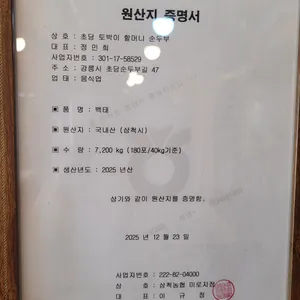 원산지 증명서
상 호 : 초당 토박이 할머니 순두부
대 표 : 정 민 희
사업자번호 : 301-17-58529
주 소 : 강릉시 초당순두부길 47
업 태 : 음식업
▣ 품 명 : 백태
▣ 원산지 : 국내산 (삼척시)
▣ 수 량 : 7,200 kg (180포/40kg기준)
▣ 생산년도 : 2025 년산
상기와 같이 원산지를 증명함.
2025 년 12 월 23 일
사업자번호 : 222-82-04000
상 호 : 삼척농협 미로지점
대 표 : 이 규 정